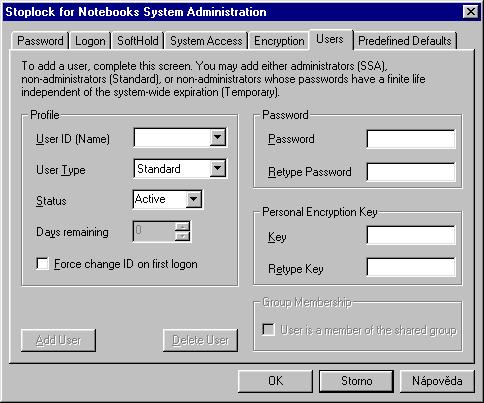 Stoplock for Notebooks System Administration
Password Logon SoftHold System Access Encryption Users Predefined Defaults
To add a user, complete this screen. You may add either administrators (SSA),
non-administrators (Standard), or non-administrators whose passwords have a finite life
independent of the system-wide expiration (Temporary).
Profile
User ID (Name)
User Type Standard
Status Active
Days remaining 0
Force change ID on first logon
Password
Password
Retype Password
Personal Encryption Key
Key
Retype Key
Group Membership
User is a member of the shared group
Add User Delete User
OK Storno Nápověda